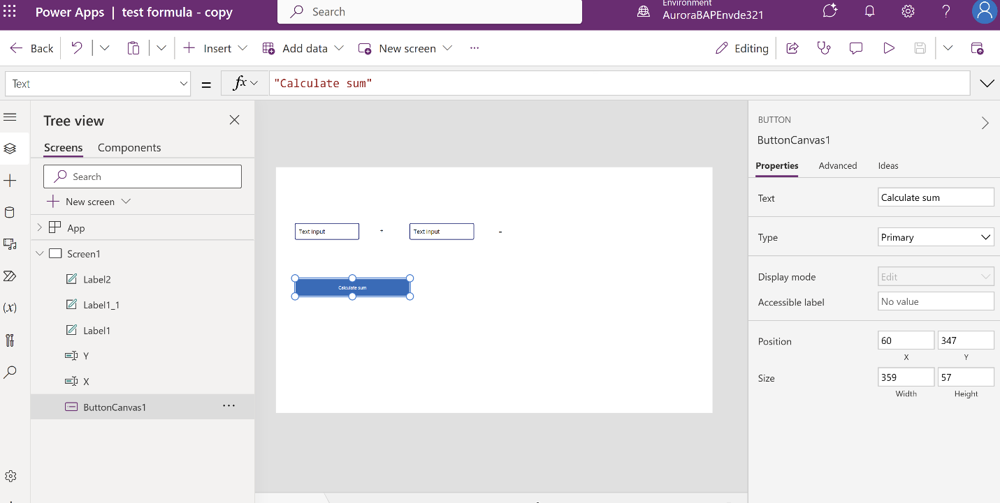 Power Apps | test formula - copy
Search
Environment
AuroraBAPEnvde321
Back
Insert
Add data
New screen
Editing
Text
=
fx
"Calculate sum"
Tree view
Screens
Components
Search
New screen
App
Screen1
Label2
Label1_1
Label1
Y
X
ButtonCanvas1
Text input
+
Text input
Calculate sum
BUTTON
ButtonCanvas1
Properties
Advanced
Ideas
Text
Calculate sum
Type
Primary
Display mode
Edit
Accessible label
No value
Position
60
347
X
Y
Size
359
57
Width
Height